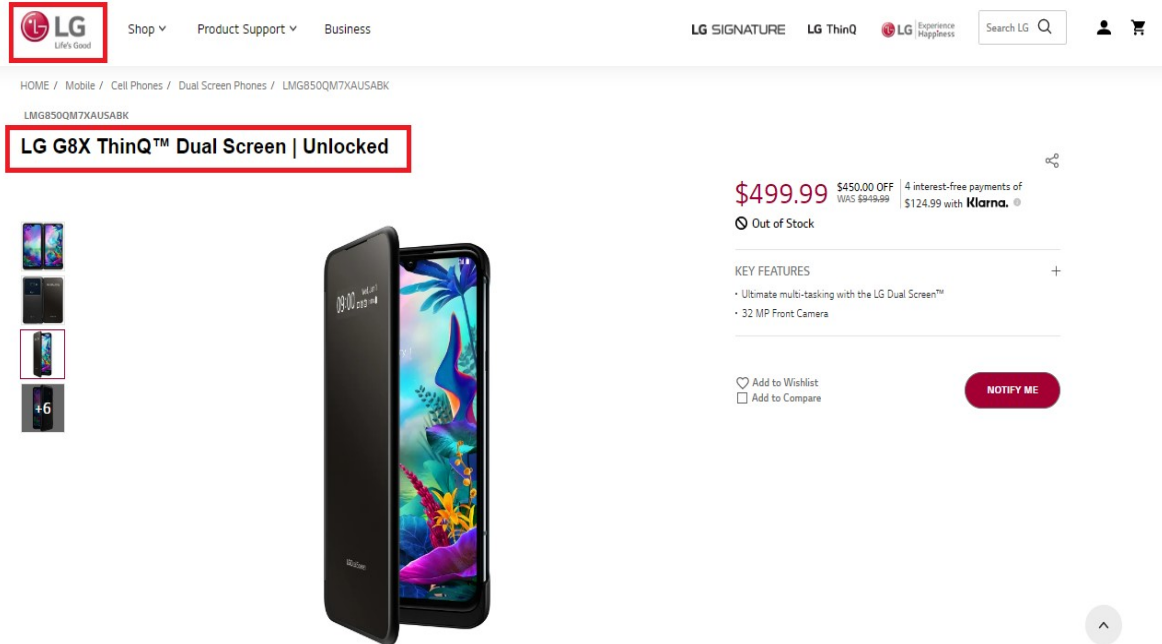 LG
Life's Good
Shop
Product Support
Business
LG SIGNATURE
LG ThinQ
LG Experience Happiness
Search LG
HOME / Mobile / Cell Phones / Dual Screen Phones / LMG850QM7XAUSABK
LMG850QM7XAUSABK
LG G8X ThinQ™ Dual Screen | Unlocked
$499.99
$450.00 OFF
WAS $949.99
4 interest-free payments of
$124.99 with Klarna.
Out of Stock
KEY FEATURES
• Ultimate multi-tasking with the LG Dual Screen™
• 32 MP Front Camera
Add to Wishlist
Add to Compare
NOTIFY ME
+6
09:00